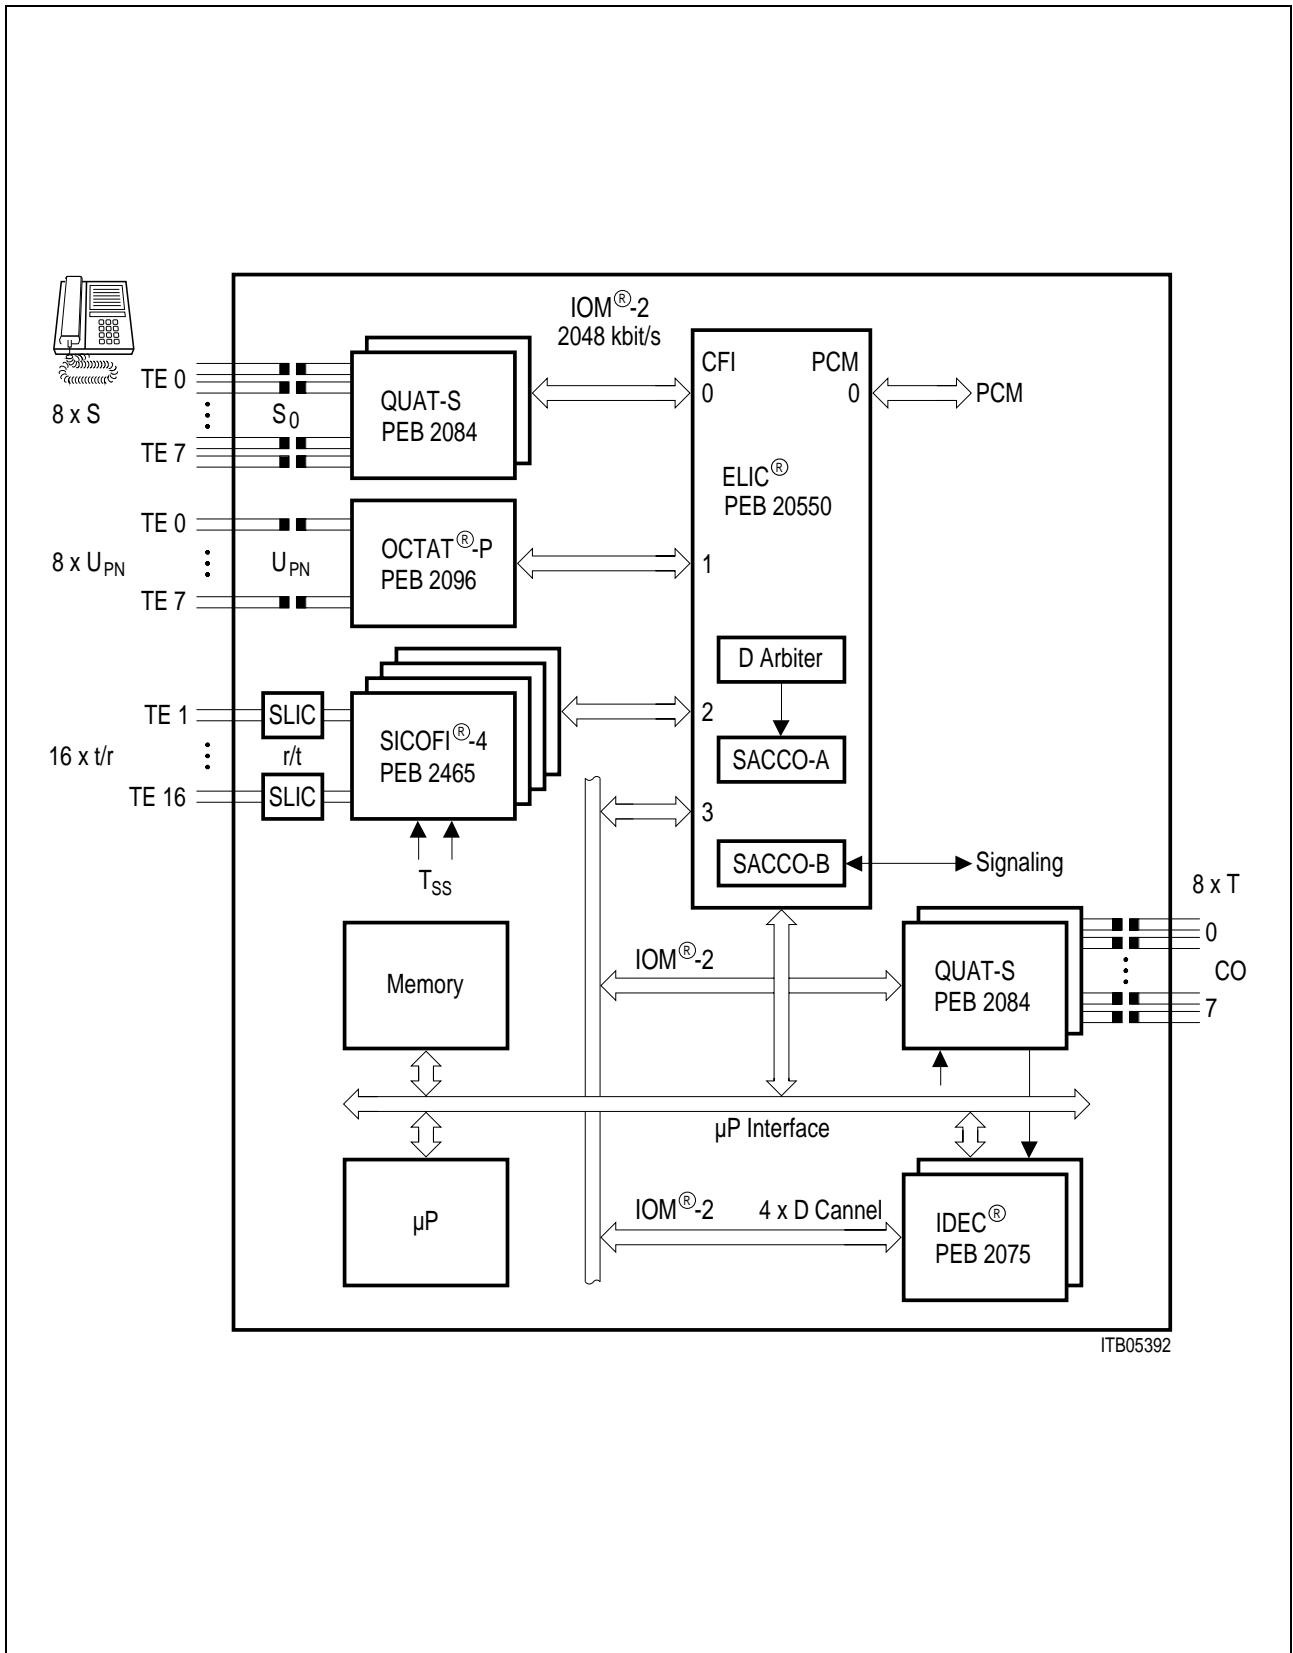 IOM®-2
2048 kbit/s
CFI
PCM
TE 0
0
0
PCM
8 x S
S0
QUAT-S
PEB 2084
TE 7
ELIC®
PEB 20550
TE 0
8 x UPN
UPN
OCTAT®-P
PEB 2096
1
TE 7
D Arbiter
TE 1
SLIC
2
16 x t/r
r/t
SICOFI®-4
PEB 2465
SACCO-A
TE 16
SLIC
3
TSS
SACCO-B
Signaling
8 x T
0
IOM®-2
Memory
QUAT-S
PEB 2084
CO
7
µP Interface
IOM®-2
4 x D Cannel
µP
IDEC®
PEB 2075
ITB05392